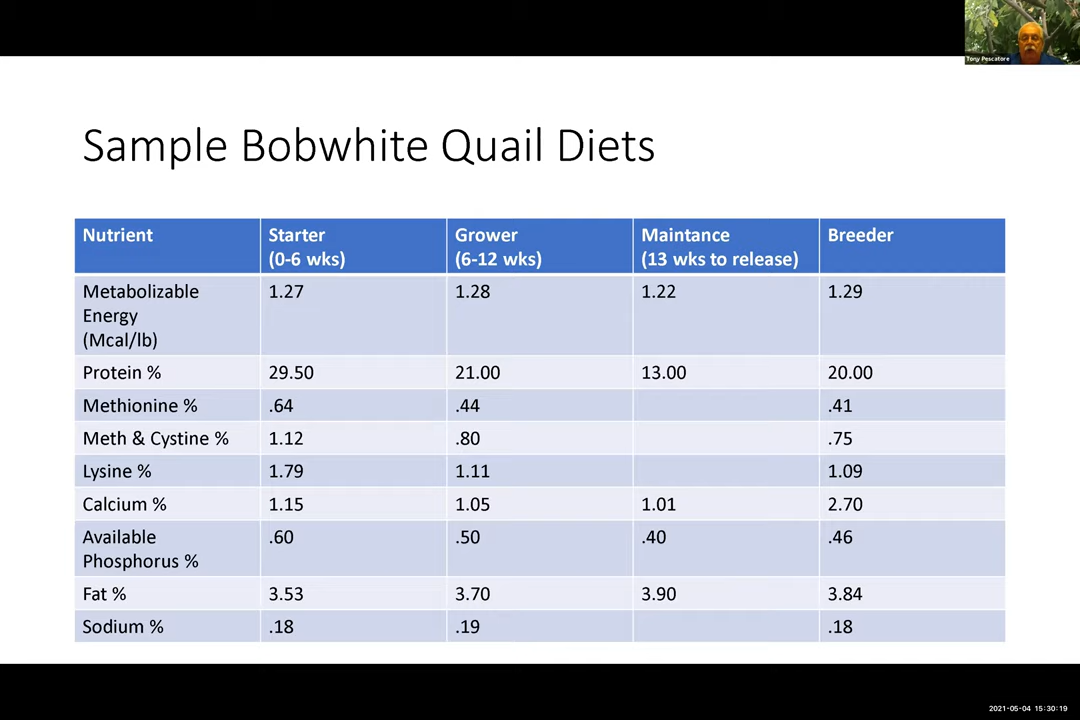 Tony Pescatore
Sample Bobwhite Quail Diets
Nutrient Starter (0-6 wks) Grower (6-12 wks) Maintance (13 wks to release) Breeder
Metabolizable Energy (Mcal/lb) 1.27 1.28 1.22 1.29
Protein % 29.50 21.00 13.00 20.00
Methionine % .64 .44 .41
Meth & Cystine % 1.12 .80 .75
Lysine % 1.79 1.11 1.09
Calcium % 1.15 1.05 1.01 2.70
Available Phosphorus % .60 .50 .40 .46
Fat % 3.53 3.70 3.90 3.84
Sodium % .18 .19 .18
2021-05-04 15:30:19